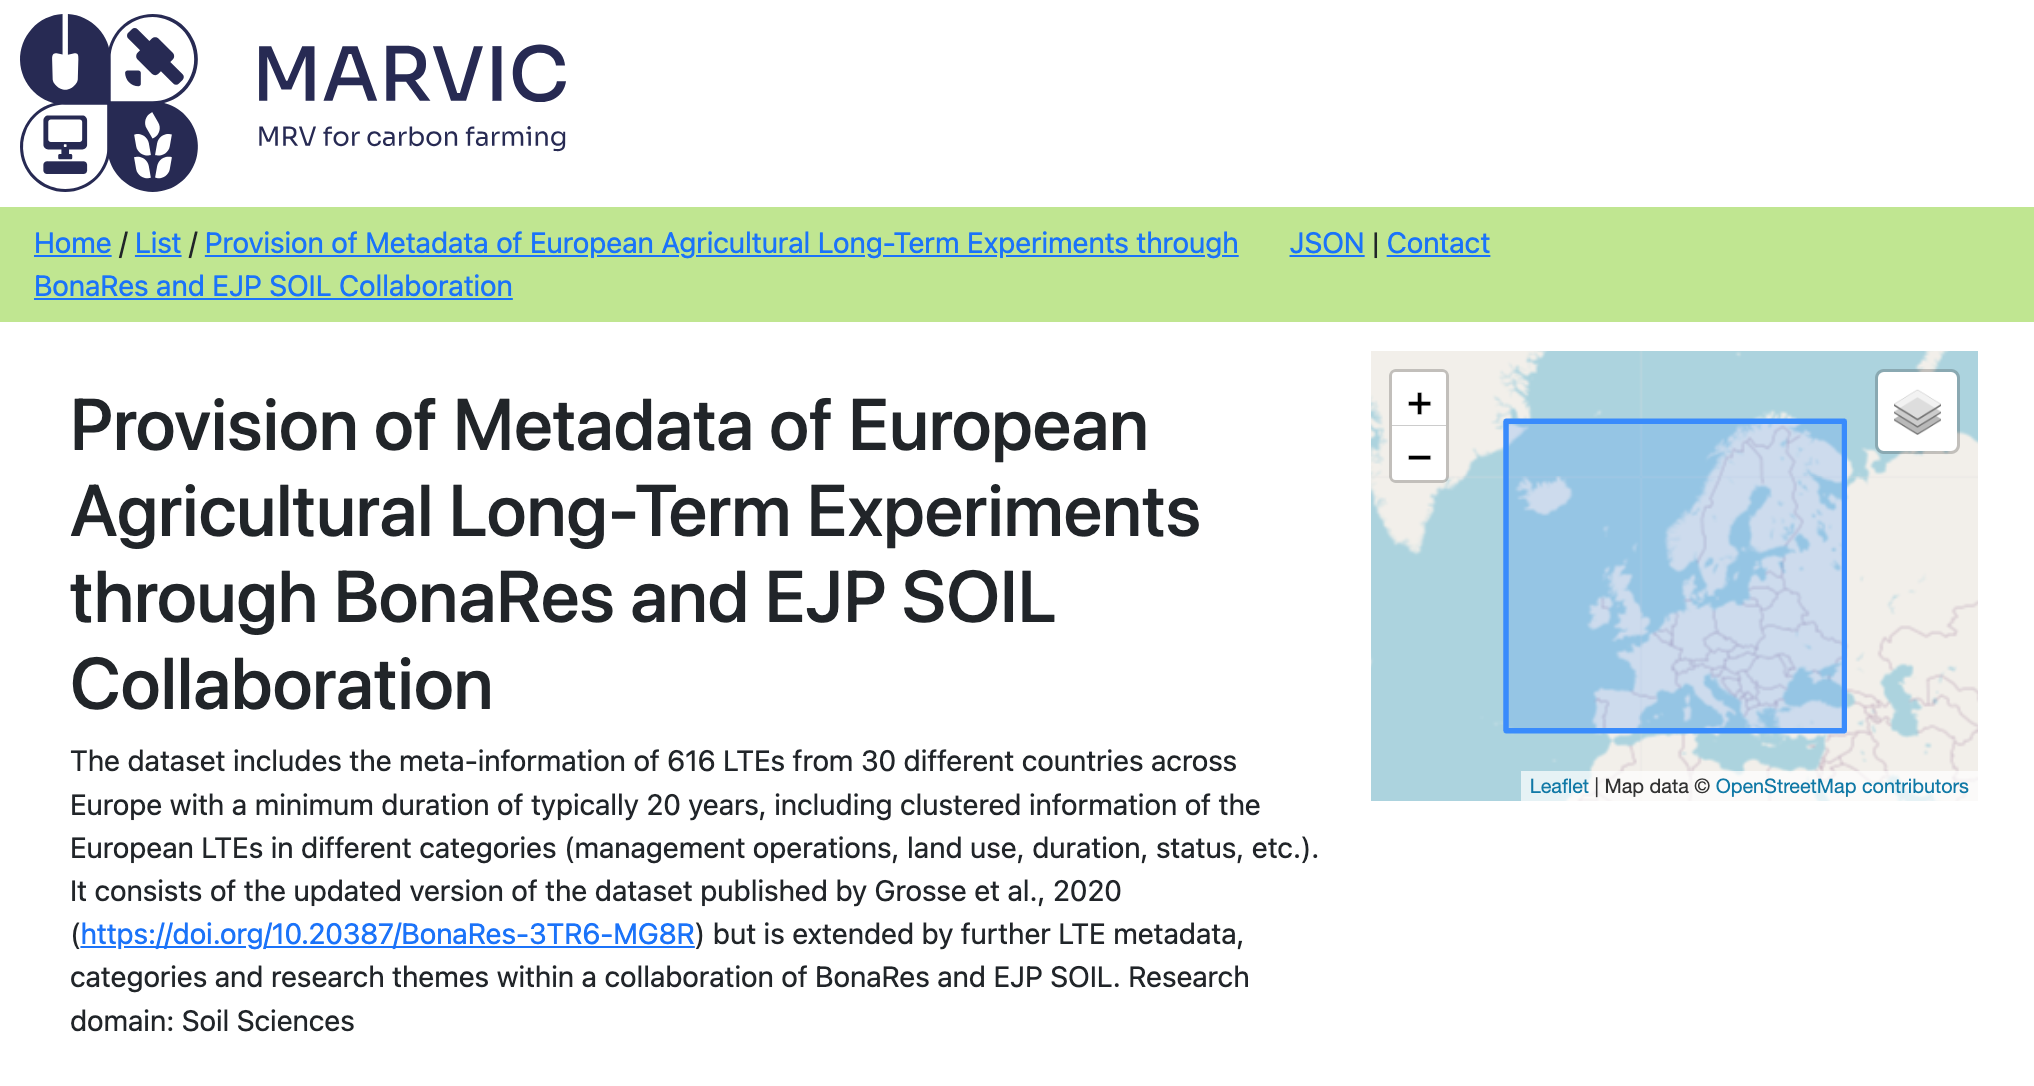 MARVIC
MRV for carbon farming
Home / List / Provision of Metadata of European Agricultural Long-Term Experiments through
BonaRes and EJP SOIL Collaboration
JSON | Contact
Provision of Metadata of European
Agricultural Long-Term Experiments
through BonaRes and EJP SOIL
Collaboration
The dataset includes the meta-information of 616 LTEs from 30 different countries across
Europe with a minimum duration of typically 20 years, including clustered information of the
European LTEs in different categories (management operations, land use, duration, status, etc.).
It consists of the updated version of the dataset published by Grosse et al., 2020
(https://doi.org/10.20387/BonaRes-3TR6-MG8R) but is extended by further LTE metadata,
categories and research themes within a collaboration of BonaRes and EJP SOIL. Research
domain: Soil Sciences
+
−
Leaflet | Map data © OpenStreetMap contributors